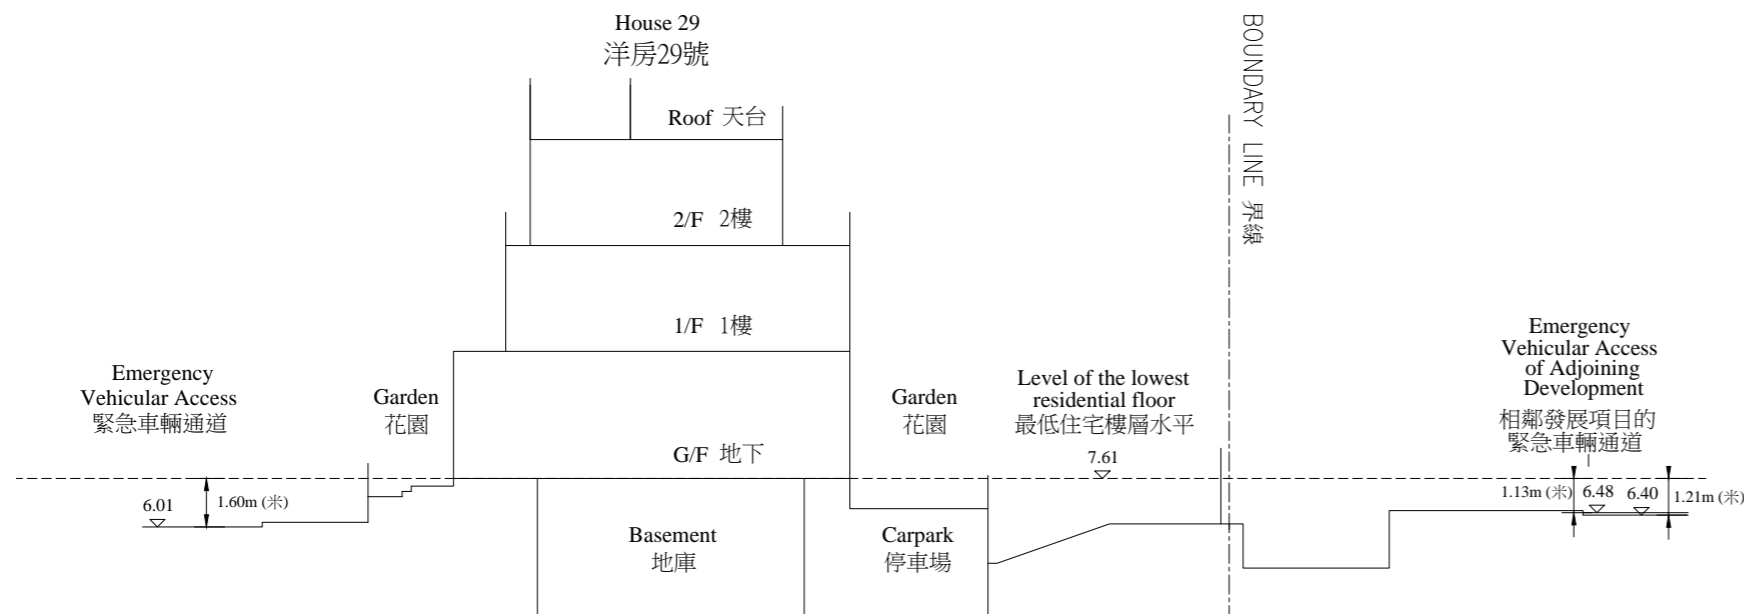 House 29
洋房29號
BOUNDARY LINE 界線
Roof 天台
2/F 2樓
1/F 1樓
G/F 地下
Emergency
Vehicular Access
緊急車輛通道
Garden
花園
Garden
花園
Level of the lowest
residential floor
最低住宅樓層水平
7.61
Emergency
Vehicular Access
of Adjoining
Development
相鄰發展項目的
緊急車輛通道
6.01
1.60m (米)
1.13m (米)
6.48
6.40
1.21m (米)
Basement
地庫
Carpark
停車場